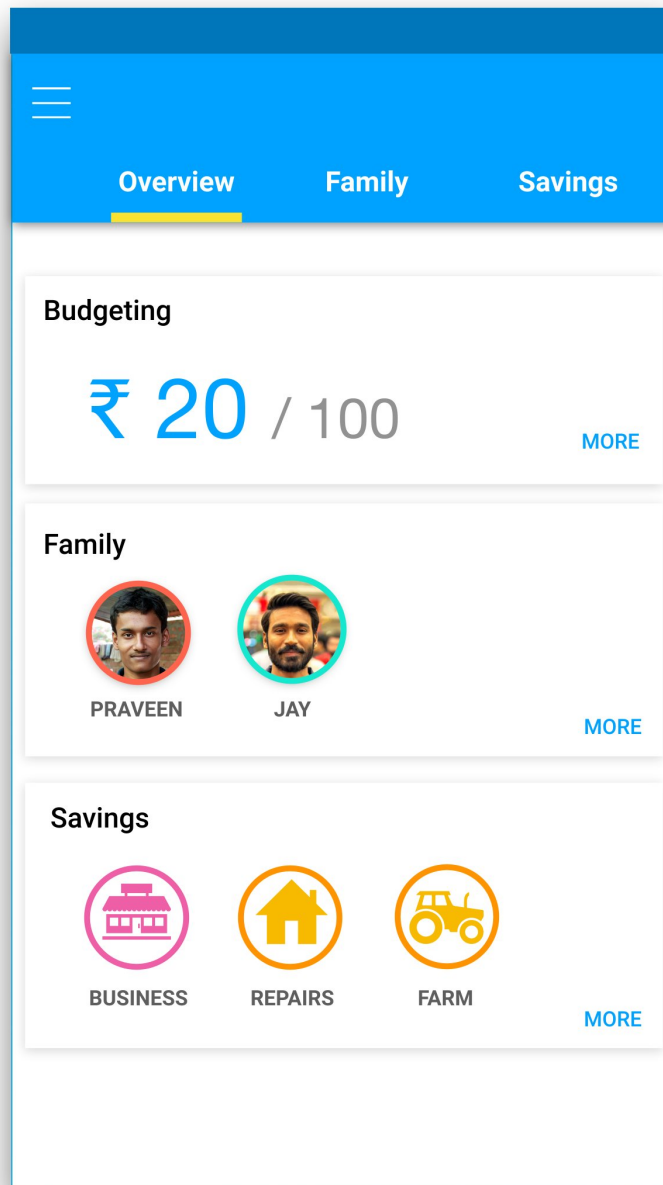 Overview Family Savings
Budgeting
₹ 20 / 100
MORE
Family
PRAVEEN JAY
MORE
Savings
BUSINESS REPAIRS FARM
MORE